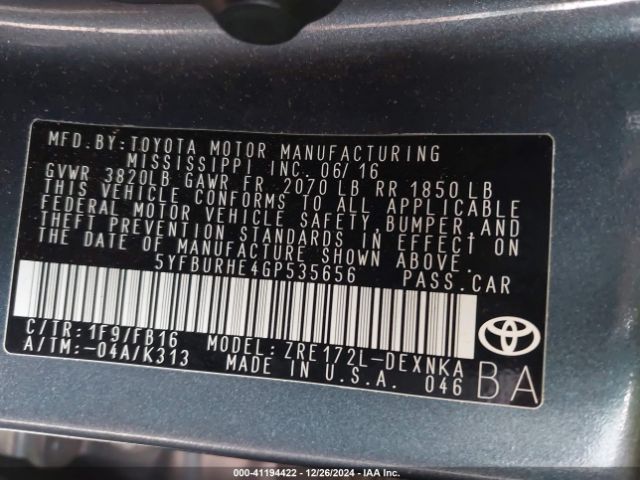 MFD.BY:TOYOTA MOTOR MANUFACTURING
MISSISSIPPI INC. 06/16
GVWR 3820LB GAWR FR 2070 LB RR 1850 LB
THIS VEHICLE CONFORMS TO ALL APPLICABLE
FEDERAL MOTOR VEHICLE SAFETY,BUMPER,AND
THEFT PREVENTION STANDARDS IN EFFECT ON
THE DATE OF MANUFACTURE SHOWN ABOVE.
5YFBURHE4GP535656 PASS.CAR
C/TR:1F9/FB16 MODEL:ZRE172L-DEXNKA
A/TM:-04A/K313 MADE IN U.S.A. 046
BA
000-41194422 | 12/26/2024 | IAA Inc.